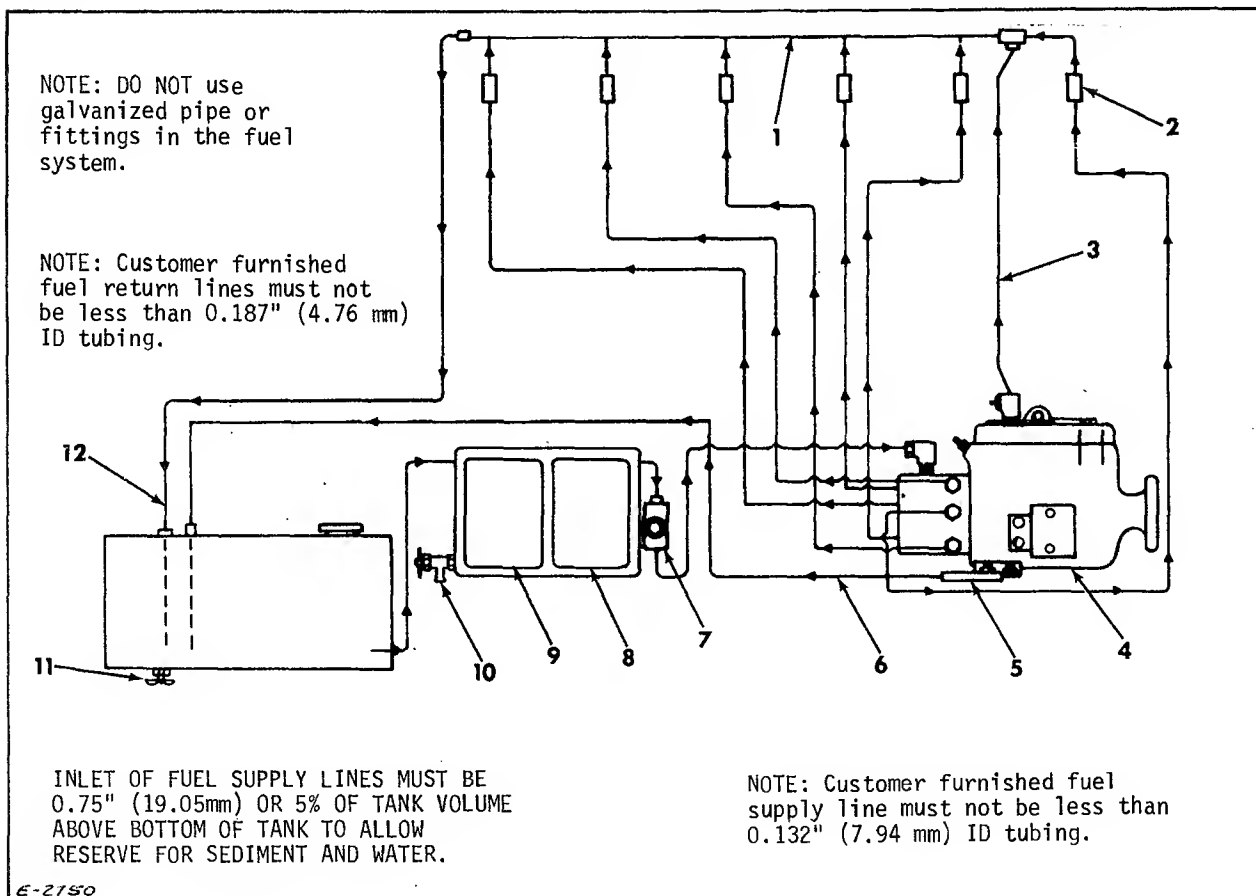 NOTE: DO NOT use
galvanized pipe or
fittings in the fuel
system.
NOTE: Customer furnished
fuel return lines must not
be less than 0.187" (4.76 mm)
ID tubing.
1
2
3
12
11
10
9
8
7
6
5
4
INLET OF FUEL SUPPLY LINES MUST BE
0.75" (19.05mm) OR 5% OF TANK VOLUME
ABOVE BOTTOM OF TANK TO ALLOW
RESERVE FOR SEDIMENT AND WATER.
NOTE: Customer furnished fuel
supply line must not be less than
0.132" (7.94 mm) ID tubing.
E-2750